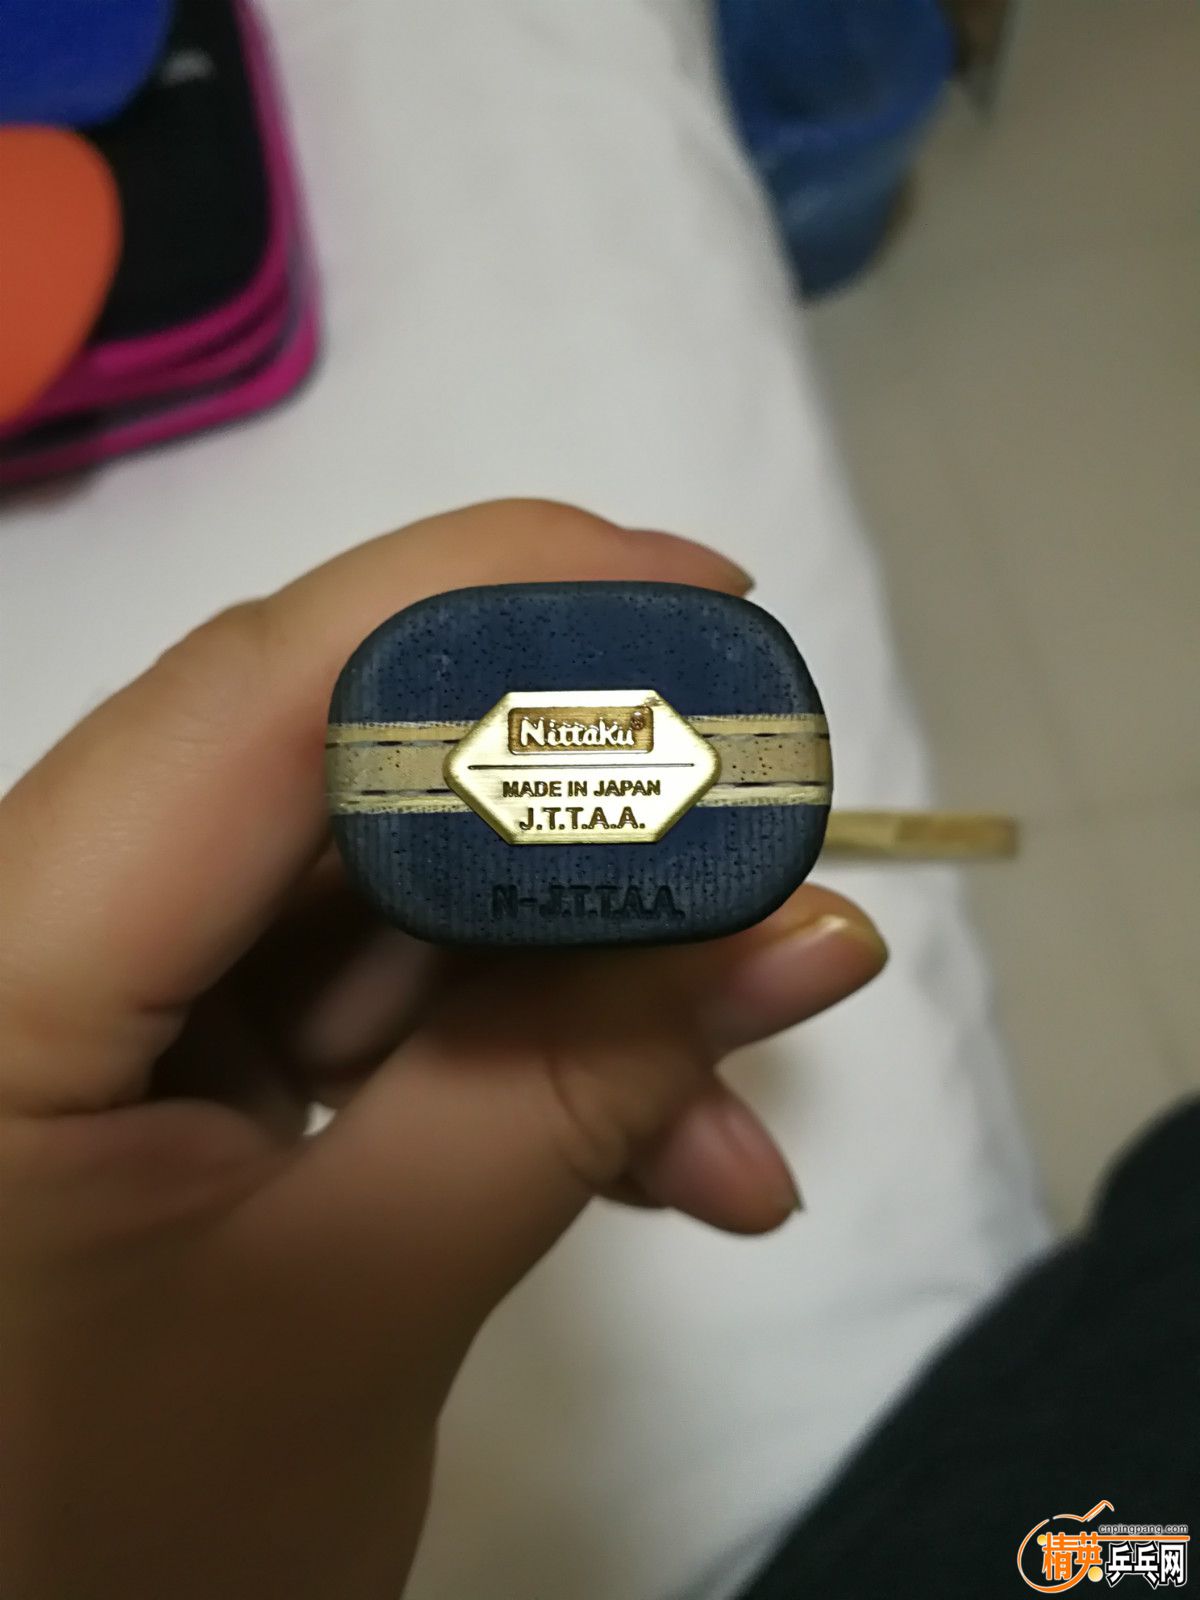 Nittaku®
MADE IN JAPAN
J.T.T.A.A.
N-J.T.T.A.A.
cnpingpang.com
精英乒乓网